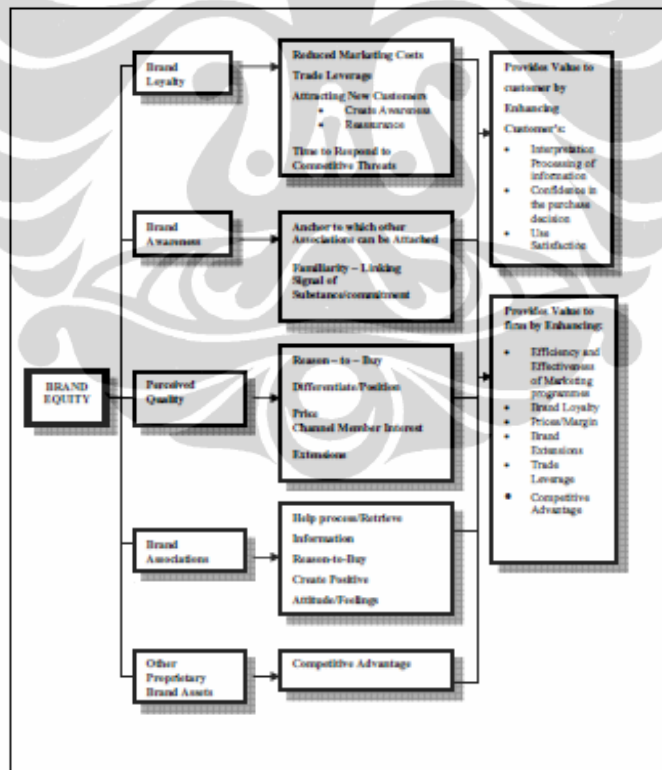 Brand
Loyalty
Reduced Marketing Costs
Trade Leverage
Attracting New Customers
• Create Awareness
• Reassurance
Time to Respond to
Competitive Threats
Provides Value to
customer by
Enhancing
Customer's:
• Interpretation
Processing of
information
• Confidence in
the purchase
decision
• Use
Satisfaction
Brand
Awareness
Anchor to which other
Associations can be Attached
Familiarity – Linking
Signal of
Substance/commitment
Provides Value to
firm by Enhancing:
• Efficiency and
Effectiveness
of Marketing
programmes
• Brand Loyalty
• Prices/Margin
• Brand
Extensions
• Trade
Leverage
• Competitive
Advantage
BRAND
EQUITY
Perceived
Quality
Reason – to – Buy
Differentiate/Position
Price
Channel Member Interest
Extensions
Brand
Associations
Help process/Retrieve
Information
Reason-to-Buy
Create Positive
Attitude/Feelings
Other
Proprietary
Brand Assets
Competitive Advantage